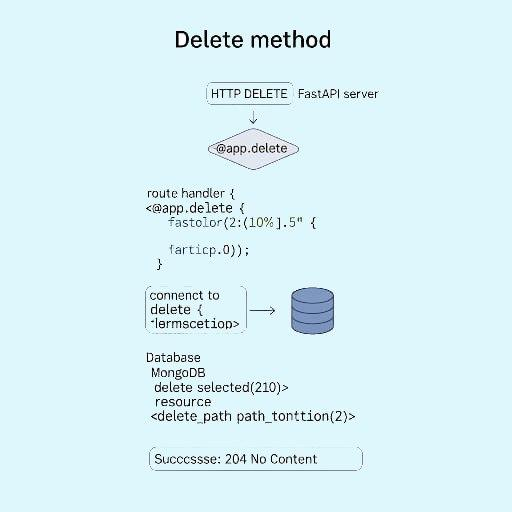 Delete method
HTTP DELETE FastAPI server
@app.delete
route handler {
<@app.delete {
fastolor(2:(10%].5" {
farticp.0));
}
connenct to
delete {
Database
MongoDB
delete selected(210)>
resource
<delete_path path_tonttion(2)>
Succcssse: 204 No Content